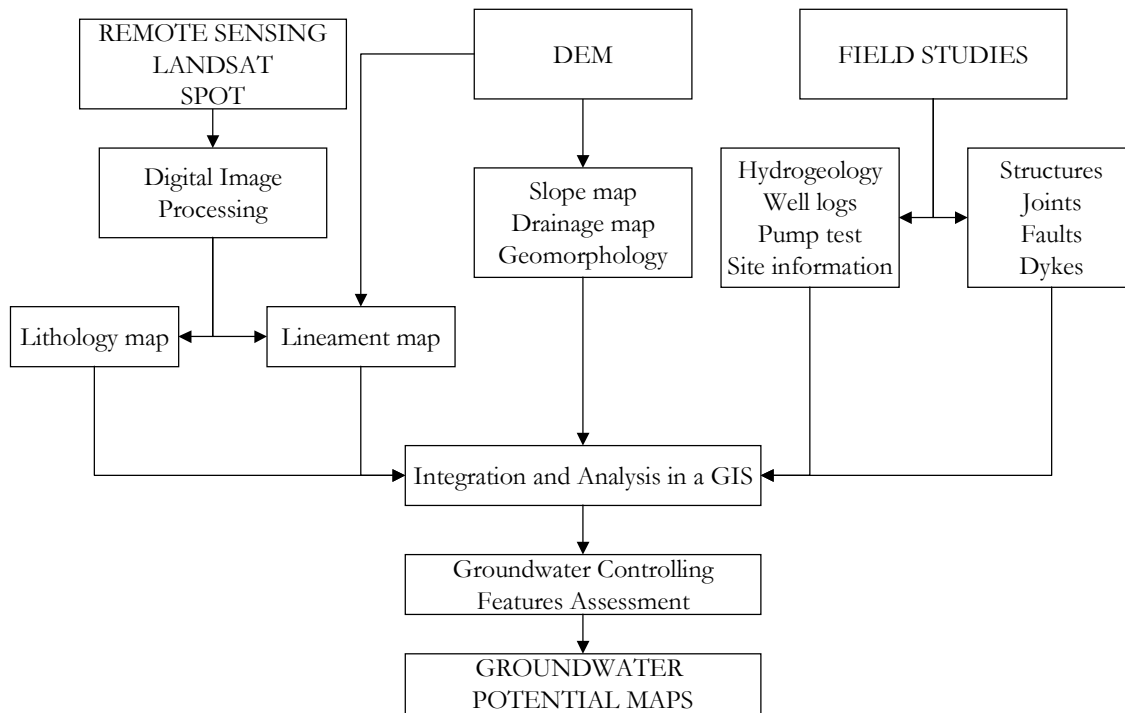 REMOTE SENSING
LANDSAT
SPOT
DEM
FIELD STUDIES
Digital Image
Processing
Slope map
Drainage map
Geomorphology
Hydrogeology
Well logs
Pump test
Site information
Structures
Joints
Faults
Dykes
Lithology map
Lineament map
Integration and Analysis in a GIS
Groundwater Controlling
Features Assessment
GROUNDWATER
POTENTIAL MAPS